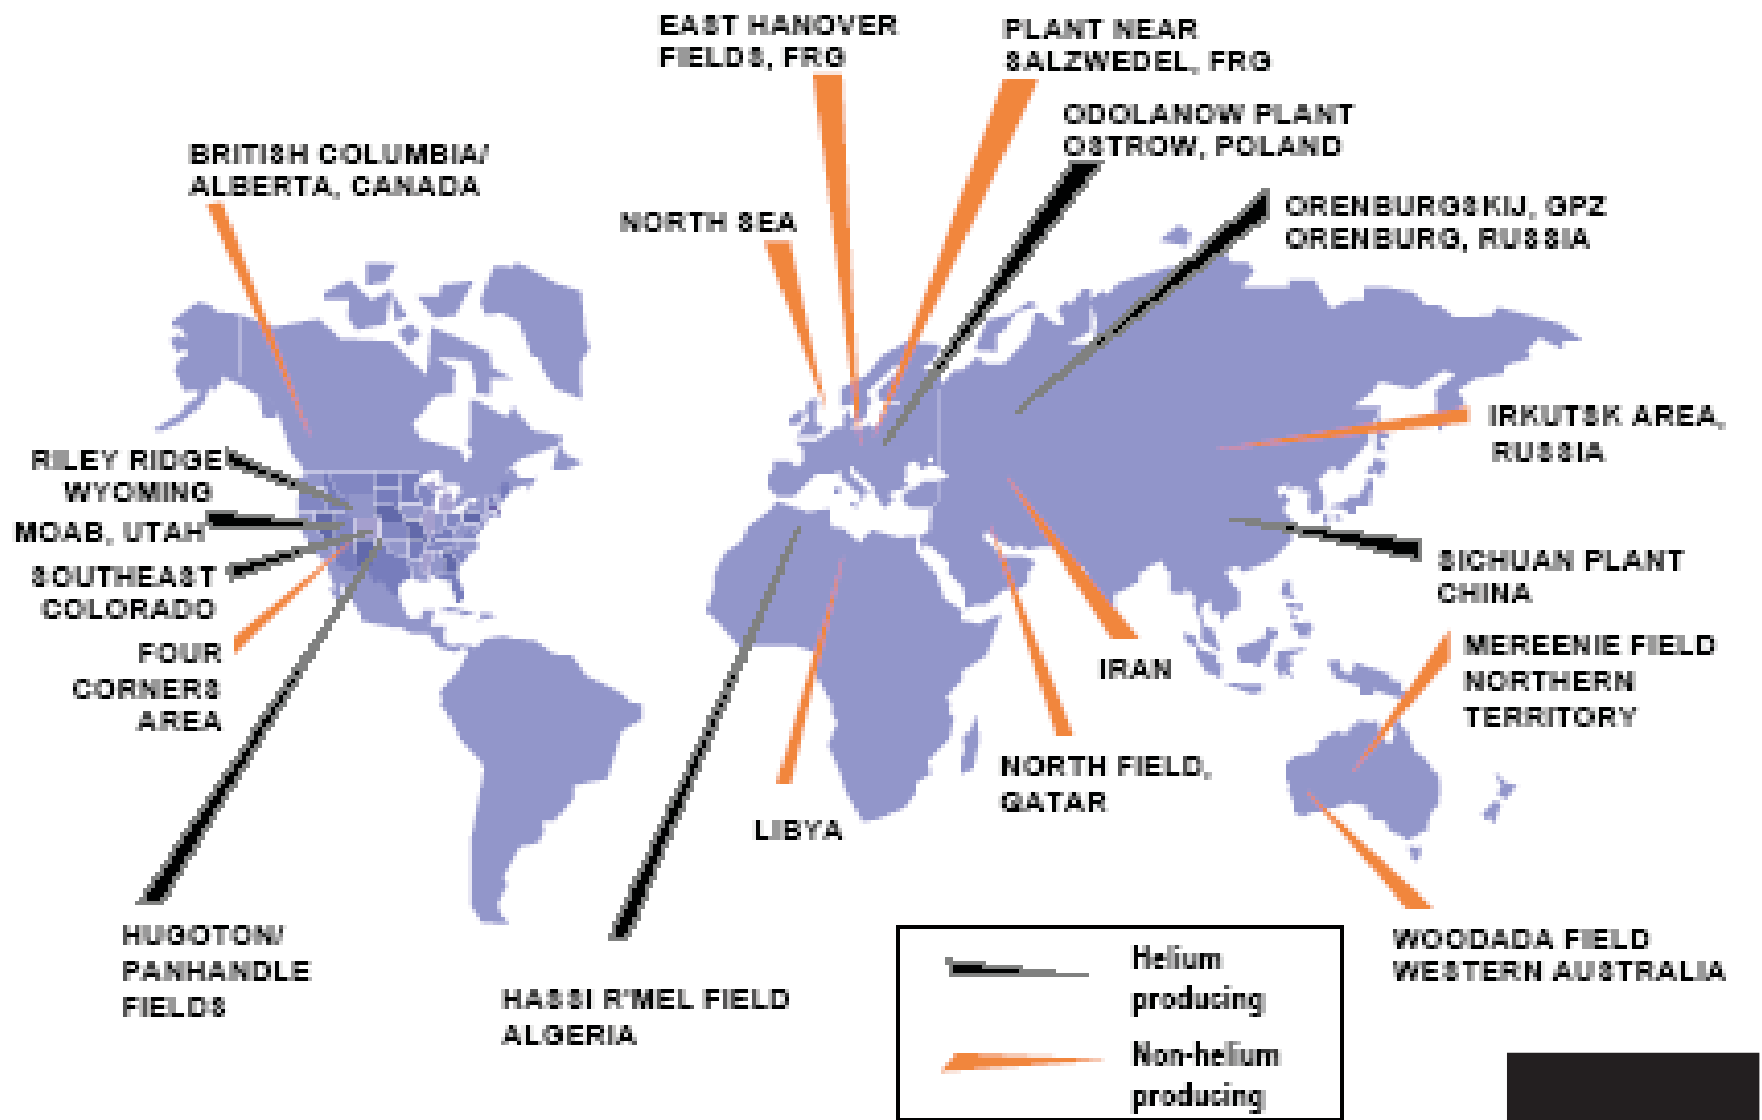 EAST HANOVER
FIELDS, FRG
PLANT NEAR
SALZWEDEL, FRG
ODOLANOW PLANT
OSTROW, POLAND
BRITISH COLUMBIA/
ALBERTA, CANADA
NORTH SEA
ORENBURGSKIJ, GPZ
ORENBURG, RUSSIA
IRKUTSK AREA,
RUSSIA
RILEY RIDGE
WYOMING
MOAB, UTAH
SOUTHEAST
COLORADO
FOUR
CORNERS
AREA
SICHUAN PLANT
CHINA
MEREENIE FIELD
NORTHERN
TERRITORY
IRAN
NORTH FIELD,
QATAR
LIBYA
HUGOTON/
PANHANDLE
FIELDS
HASSI R'MEL FIELD
ALGERIA
WOODADA FIELD
WESTERN AUSTRALIA
Helium
producing
Non-helium
producing